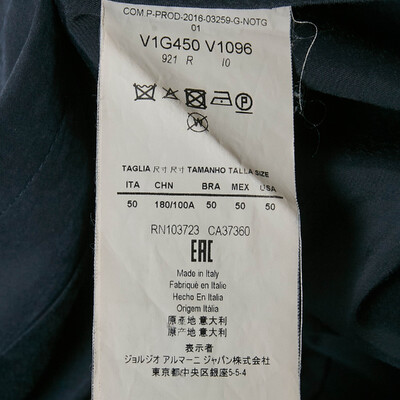 COM P-PROD-2016-03259-G-NOTG
01
V1G450 V1096
921 R 10
TAGLIA 尺寸 尺寸 TAMANHO TALLA SIZE
ITA CHN BRA MEX USA
50 180/100A 50 50 50
RN103723 CA37360
EAC
Made in Italy
Fabriqué en Italie
Hecho En Italia
Origem Itália
原产地 意大利
原產地 意大利
表示者
ジョルジオ アルマーニ ジャパン株式会社
東京都中央区銀座5-5-4